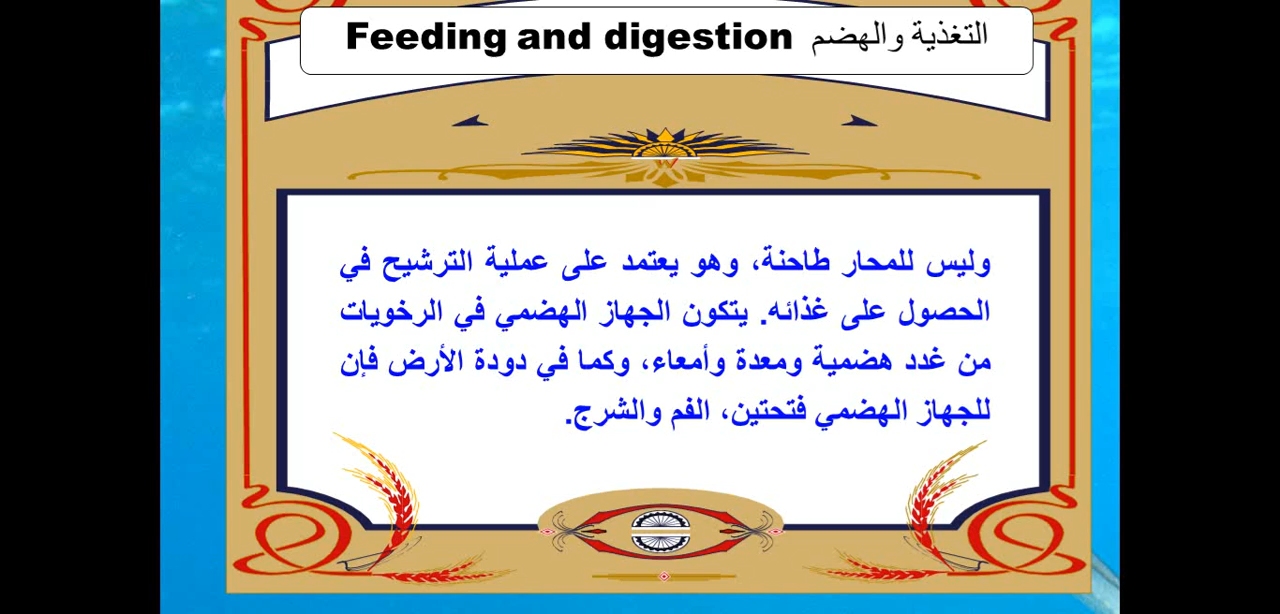 التغذية والهضم Feeding and digestion
وليس للمحار طاحنة، وهو يعتمد على عملية الترشيح في
الحصول على غذائه. يتكون الجهاز الهضمي في الرخويات
من غدد هضمية ومعدة وأمعاء، وكما في دودة الأرض فإن
للجهاز الهضمي فتحتين، الفم والشرج.